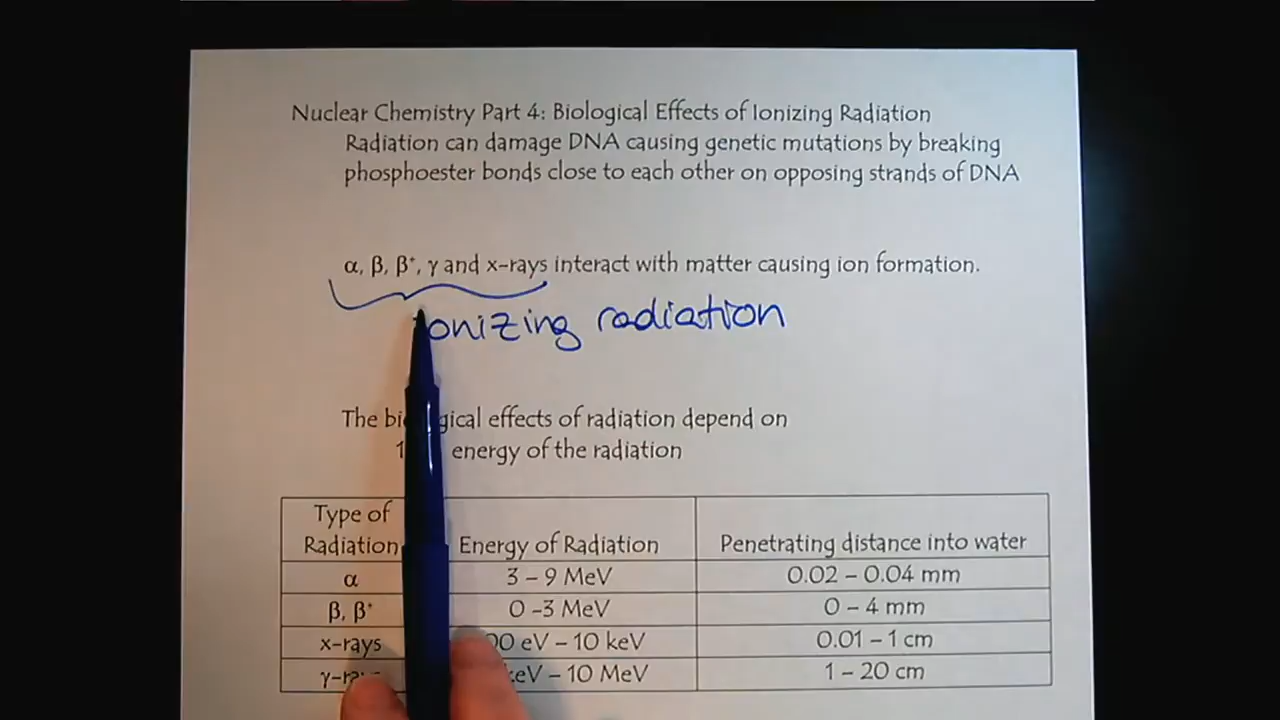 Nuclear Chemistry Part 4: Biological Effects of Ionizing Radiation
Radiation can damage DNA causing genetic mutations by breaking
phosphoester bonds close to each other on opposing strands of DNA
α, β, β⁺, γ and x-rays interact with matter causing ion formation.
ionizing radiation
The effects of radiation depend on
energy of the radiation
Type of
Radiation Energy of Radiation Penetrating distance into water
α 3 – 9 MeV 0.02 – 0.04 mm
β, β⁺ 0 -3 MeV 0 – 4 mm
x-rays eV – 10 keV 0.01 – 1 cm
– 10 MeV 1 – 20 cm